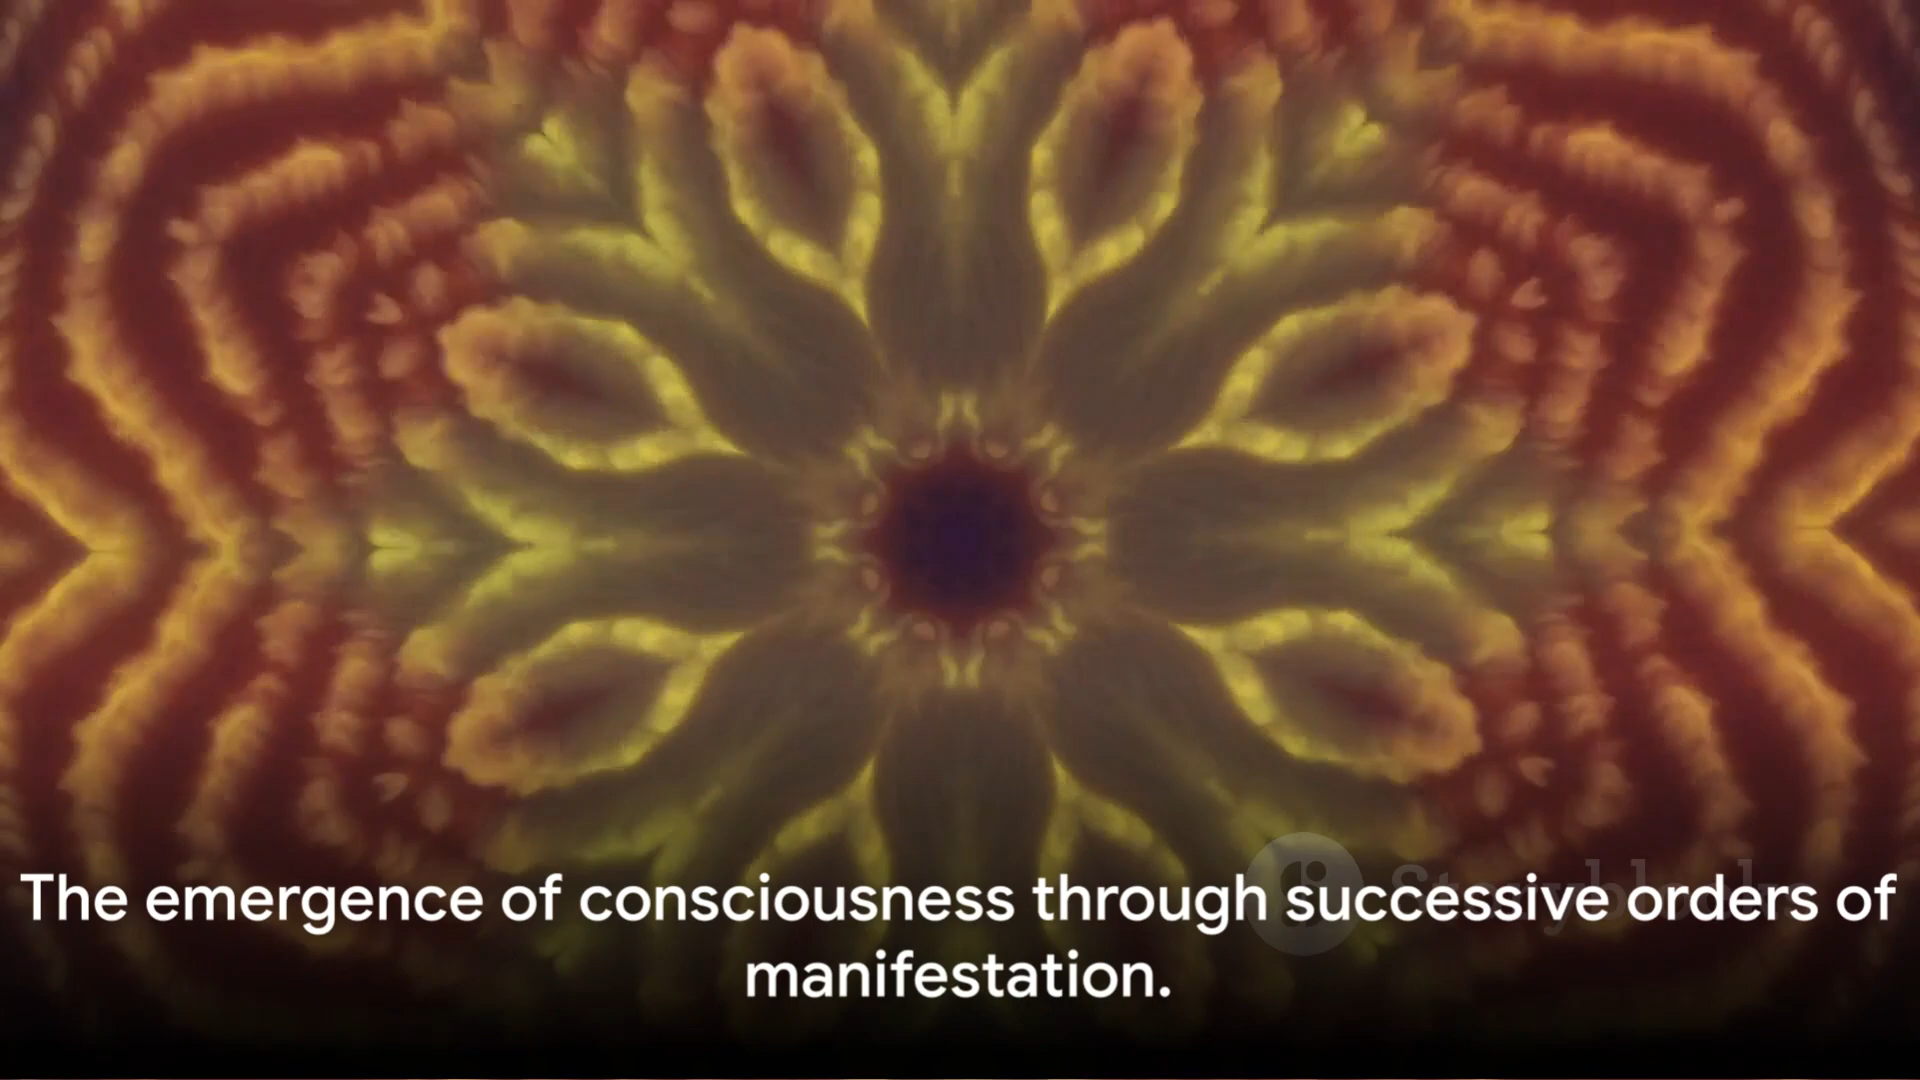 The emergence of consciousness through successive orders of
manifestation.